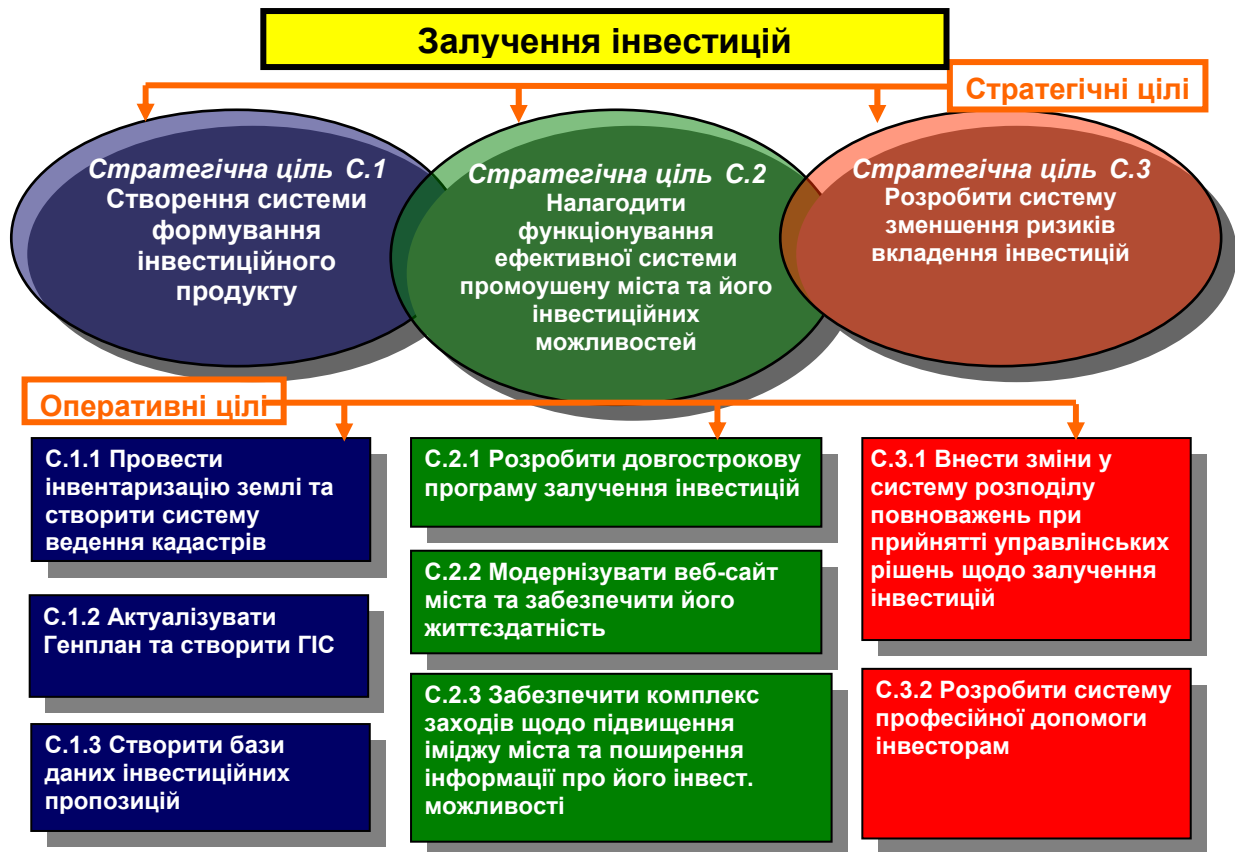 Залучення інвестицій
Стратегічні цілі
Стратегічна ціль С.1
Створення системи
формування
інвестиційного
продукту
Стратегічна ціль С.2
Налагодити
функціонування
ефективної системи
промоушену міста та його
інвестиційних
можливостей
Стратегічна ціль С.3
Розробити систему
зменшення ризиків
вкладення інвестицій
Оперативні цілі
С.1.1 Провести
інвентаризацію землі та
створити систему
ведення кадастрів
С.1.2 Актуалізувати
Генплан та створити ГІС
С.1.3 Створити бази
даних інвестиційних
пропозицій
С.2.1 Розробити довгострокову
програму залучення інвестицій
С.2.2 Модернізувати веб-сайт
міста та забезпечити його
життєздатність
С.2.3 Забезпечити комплекс
заходів щодо підвищення
іміджу міста та поширення
інформації про його інвест.
можливості
С.3.1 Внести зміни у
систему розподілу
повноважень при
прийнятті управлінських
рішень щодо залучення
інвестицій
С.3.2 Розробити систему
професійної допомоги
інвесторам